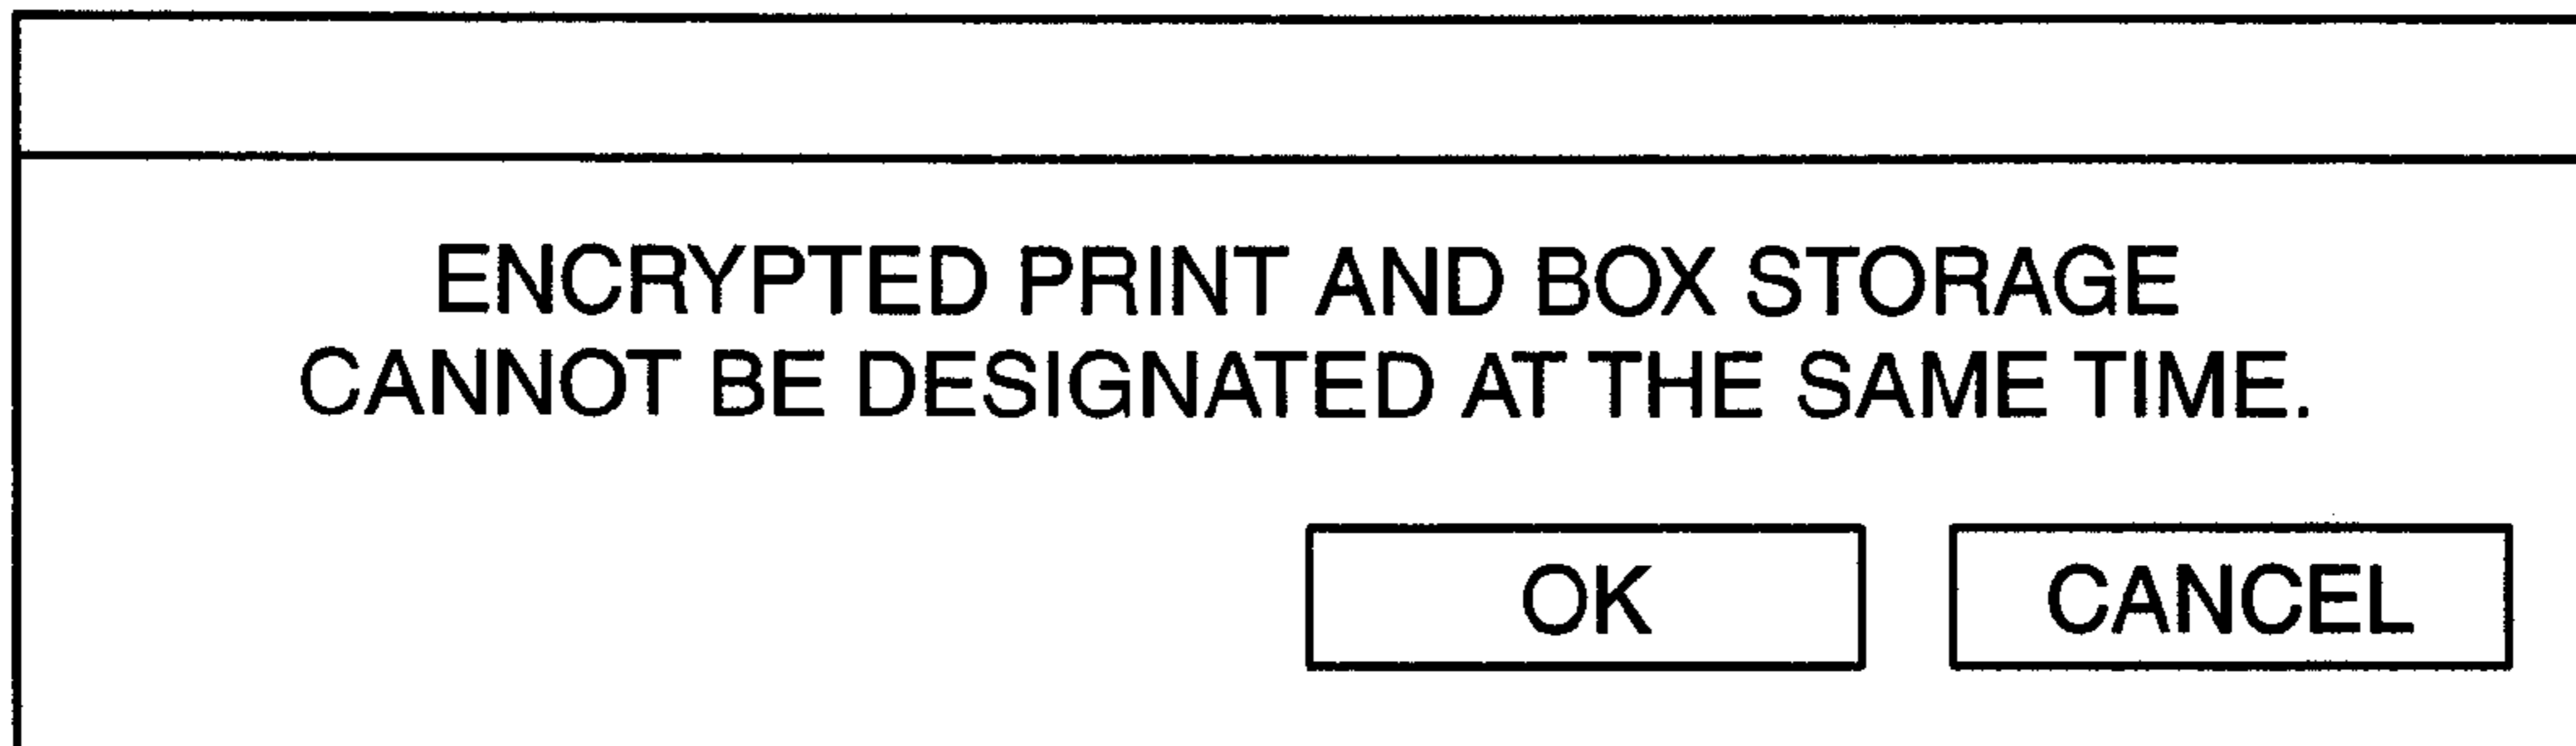 ENCRYPTED PRINT AND BOX STORAGE
CANNOT BE DESIGNATED AT THE SAME TIME.
OK
CANCEL